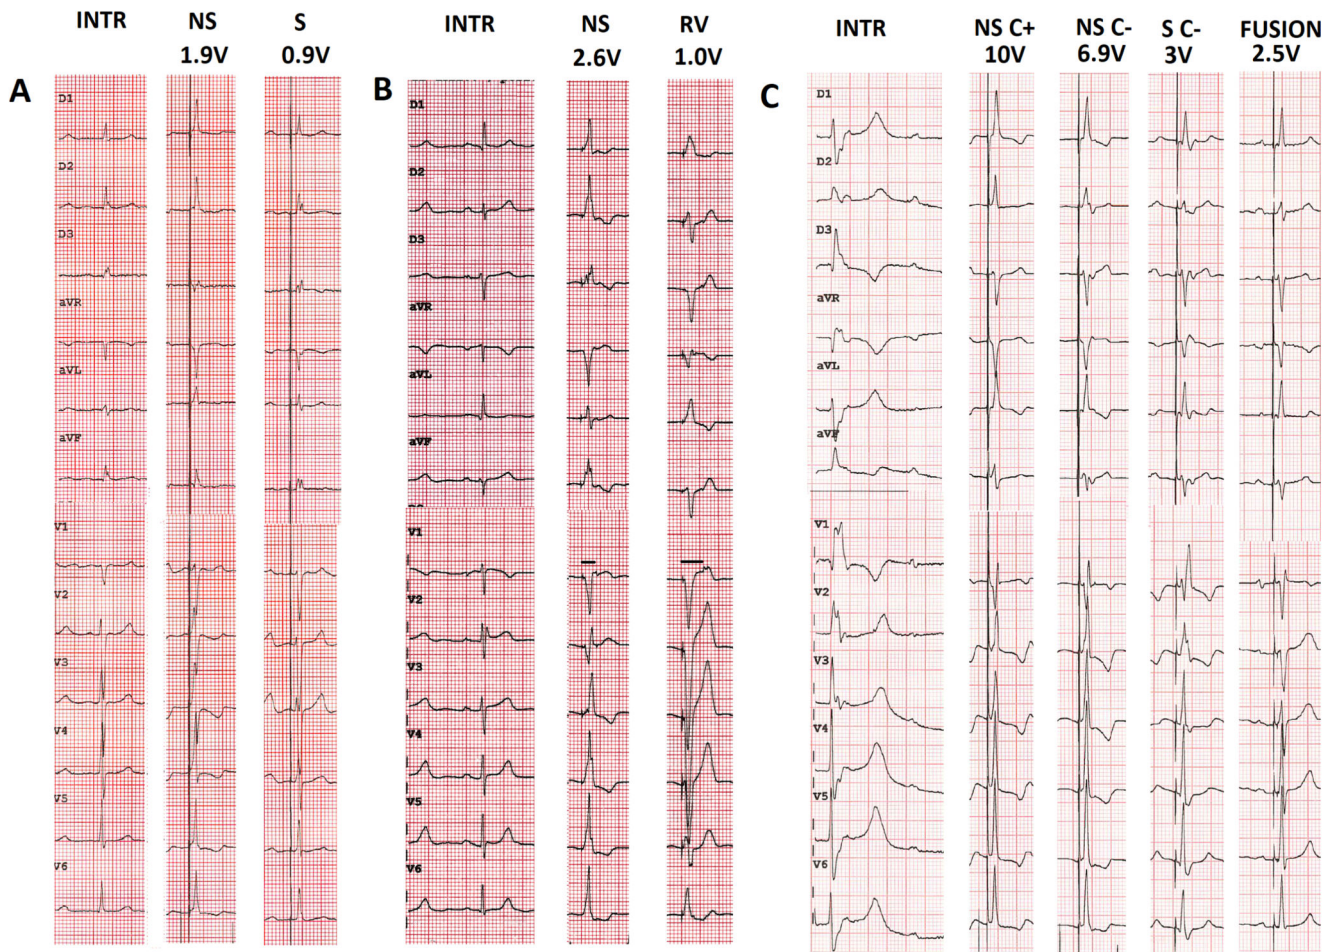 INTR NS S
1.9V 0.9V
A
D1
D2
D3
aVR
aVL
aVF
V1
V2
V3
V4
V5
V6
INTR NS RV
2.6V 1.0V
B
D1
D2
D3
aVR
aVL
aVF
V1
V2
V3
V4
V5
V6
INTR NS C+ NS C- S C- FUSION
10V 6.9V 3V 2.5V
C
D1
D2
D3
aVR
aVL
aVF
V1
V2
V3
V4
V5
V6